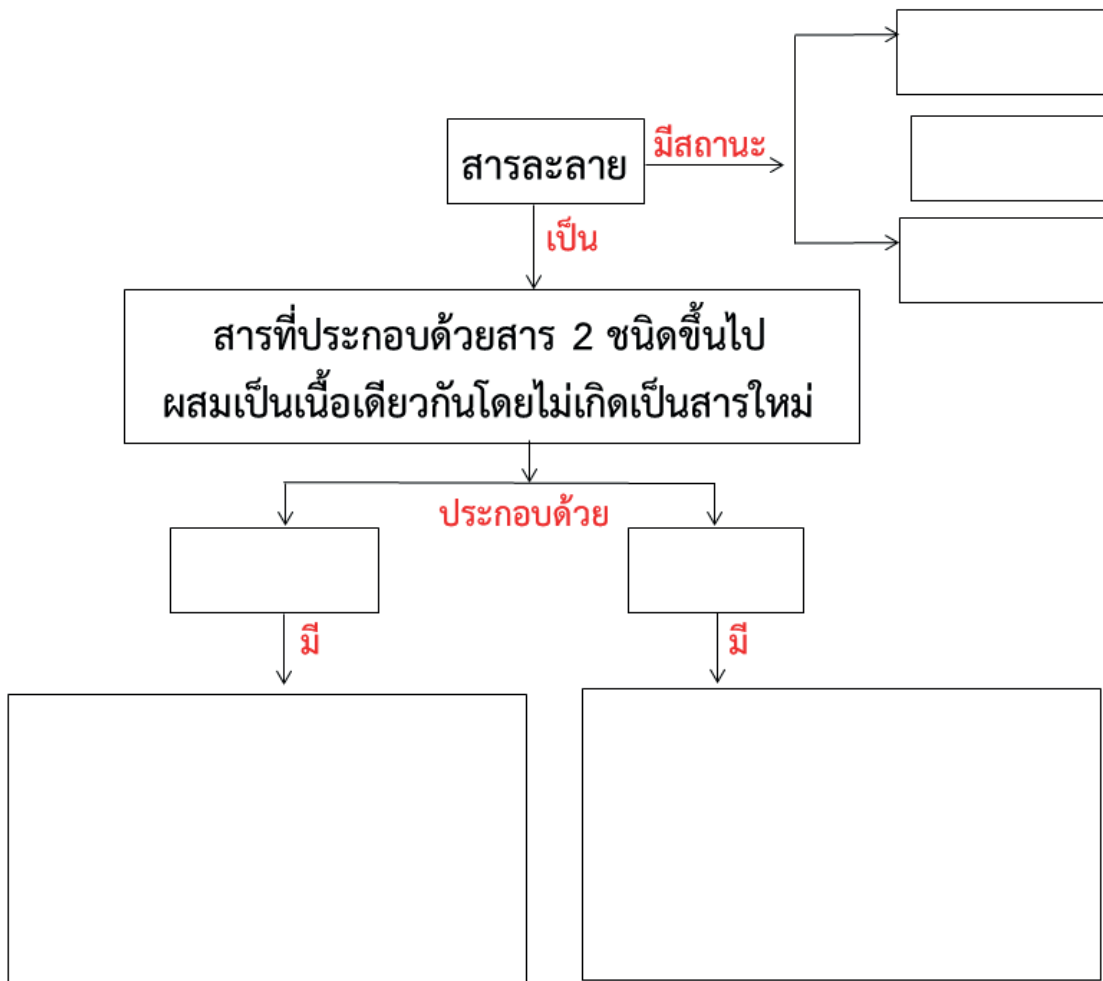 สารละลาย
มีสถานะ
เป็น
สารที่ประกอบด้วยสาร 2 ชนิดขึ้นไป
ผสมเป็นเนื้อเดียวกันโดยไม่เกิดเป็นสารใหม่
ประกอบด้วย
มี
มี